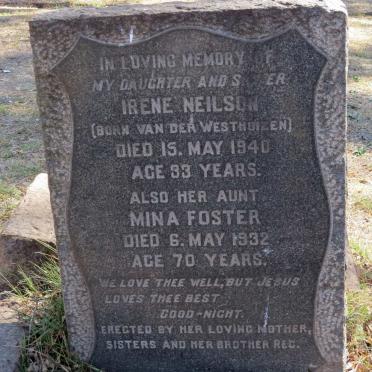 IN LOVING MEMORY OF
MY DAUGHTER AND SISTER
IRENE NEILSON
(BORN VAN DER WESTHUIZEN)
DIED 15. MAY 1940
AGE 33 YEARS.
ALSO HER AUNT
MINA FOSTER
DIED 6. MAY 1932
AGE 70 YEARS.
WE LOVE THEE WELL, BUT JESUS
LOVES THEE BEST
GOOD-NIGHT.
ERECTED BY HER LOVING MOTHER,
SISTERS AND HER BROTHER REG.